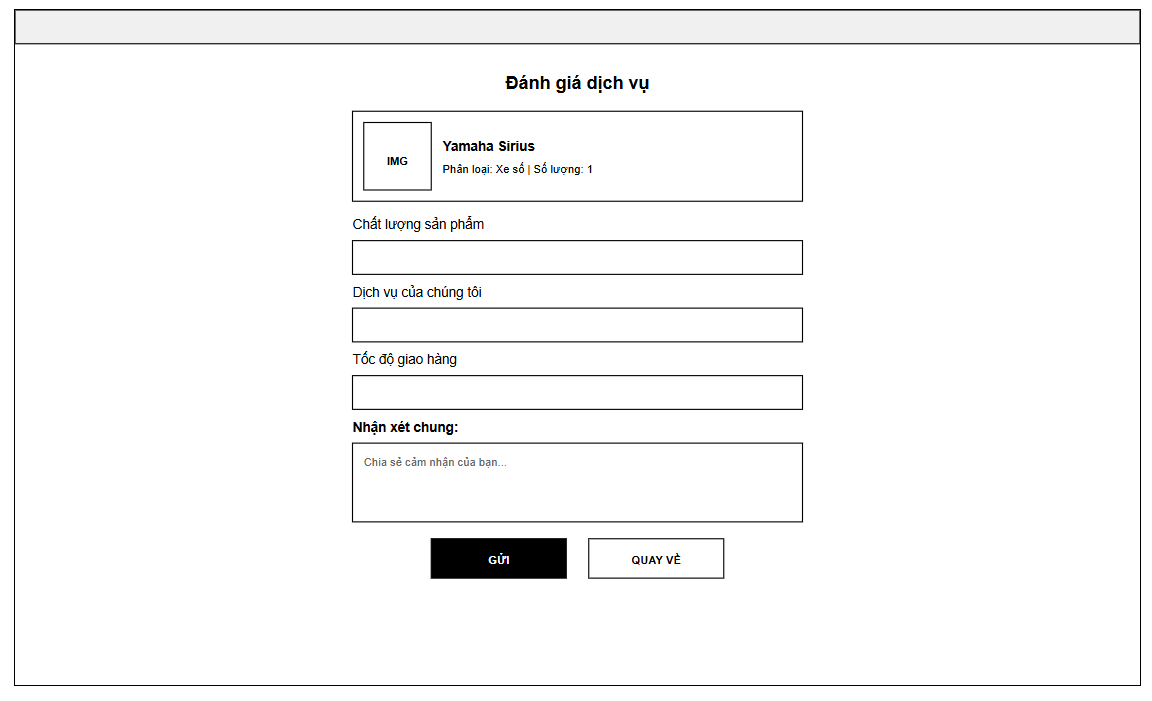 Đánh giá dịch vụ
IMG
Yamaha Sirius
Phân loại: Xe số | Số lượng: 1
Chất lượng sản phẩm
Dịch vụ của chúng tôi
Tốc độ giao hàng
Nhận xét chung:
Chia sẻ cảm nhận của bạn...
GỬI
QUAY VỀ